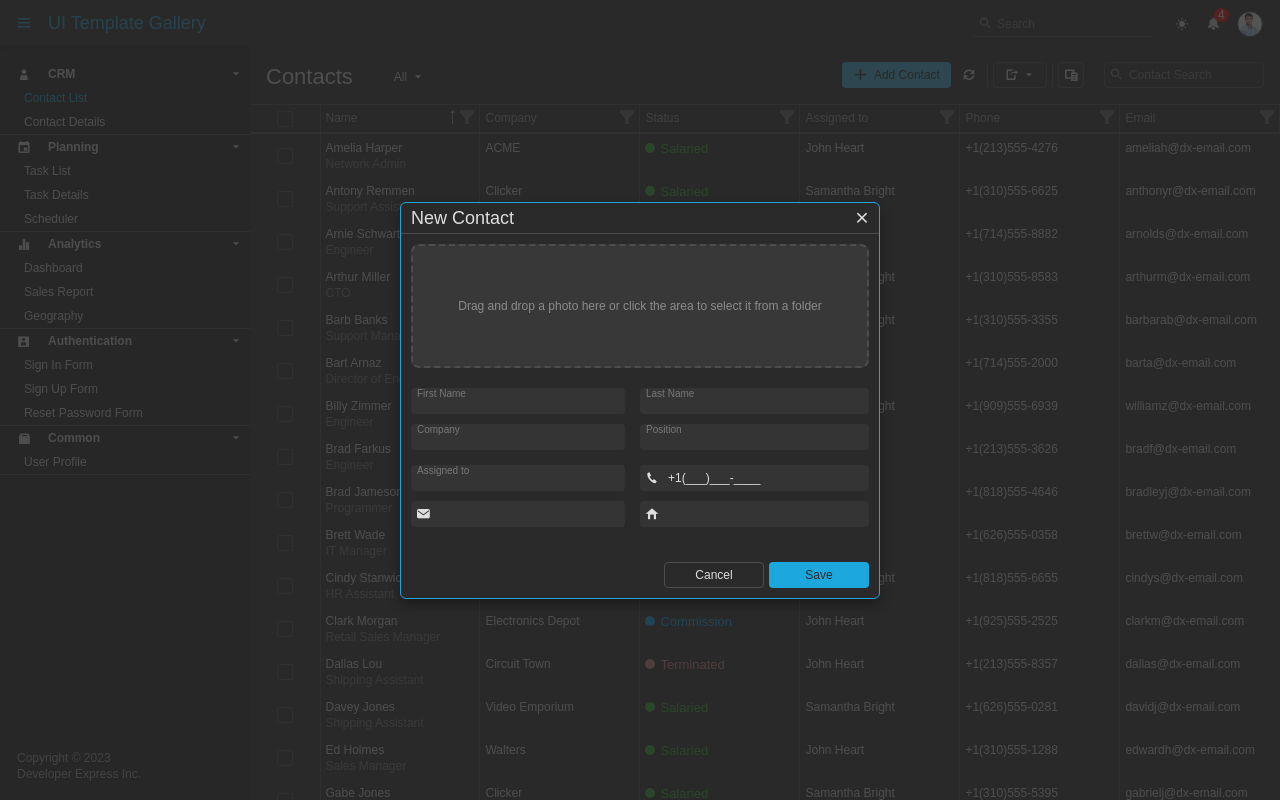 UI Template Gallery
Search
4
CRM
Contact List
Contact Details
Planning
Task List
Task Details
Scheduler
Analytics
Dashboard
Sales Report
Geography
Authentication
Sign In Form
Sign Up Form
Reset Password Form
Common
User Profile
Copyright © 2023
Developer Express Inc.
Contacts
All
Add Contact
Contact Search
Name Company Status Assigned to Phone Email
Amelia Harper ACME Salaried John Heart +1(213)555-4276 ameliah@dx-email.com
Network Admin
Antony Remmen Clicker Salaried Samantha Bright +1(310)555-6625 anthonyr@dx-email.com
Support Assis
Arnie Schwart +1(714)555-8882 arnolds@dx-email.com
Engineer
Arthur Miller ght +1(310)555-8583 arthurm@dx-email.com
CTO
Barb Banks ght +1(310)555-3355 barbarab@dx-email.com
Support Mana
Bart Arnaz +1(714)555-2000 barta@dx-email.com
Director of En
Billy Zimmer ght +1(909)555-6939 williamz@dx-email.com
Engineer
Brad Farkus +1(213)555-3626 bradf@dx-email.com
Engineer
Brad Jameson +1(818)555-4646 bradleyj@dx-email.com
Programmer
Brett Wade +1(626)555-0358 brettw@dx-email.com
IT Manager
Cindy Stanwic ght +1(818)555-6655 cindys@dx-email.com
HR Assistant
Clark Morgan Electronics Depot Commission John Heart +1(925)555-2525 clarkm@dx-email.com
Retail Sales Manager
Dallas Lou Circuit Town Terminated John Heart +1(213)555-8357 dallas@dx-email.com
Shipping Assistant
Davey Jones Video Emporium Salaried Samantha Bright +1(626)555-0281 davidj@dx-email.com
Shipping Assistant
Ed Holmes Walters Salaried John Heart +1(310)555-1288 edwardh@dx-email.com
Sales Manager
Gabe Jones Clicker Salaried Samantha Bright +1(310)555-5395 gabrielj@dx-email.com
New Contact
Drag and drop a photo here or click the area to select it from a folder
First Name Last Name
Company Position
Assigned to +1(___)___-____
Cancel Save